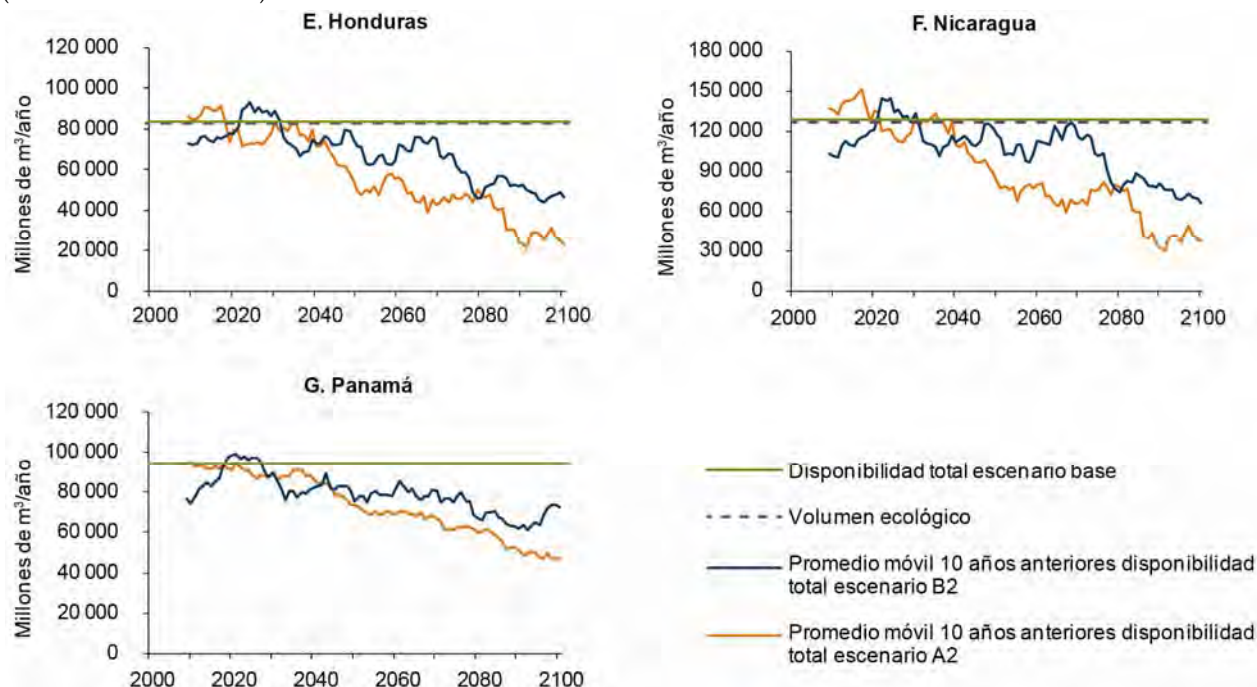 E. Honduras
Millones de m³/año
120 000
100 000
80 000
60 000
40 000
20 000
0
2000 2020 2040 2060 2080 2100
F. Nicaragua
Millones de m³/año
180 000
150 000
120 000
90 000
60 000
30 000
0
2000 2020 2040 2060 2080 2100
G. Panamá
Millones de m³/año
120 000
100 000
80 000
60 000
40 000
20 000
0
2000 2020 2040 2060 2080 2100
Disponibilidad total escenario base
Volumen ecológico
Promedio móvil 10 años anteriores disponibilidad
total escenario B2
Promedio móvil 10 años anteriores disponibilidad
total escenario A2